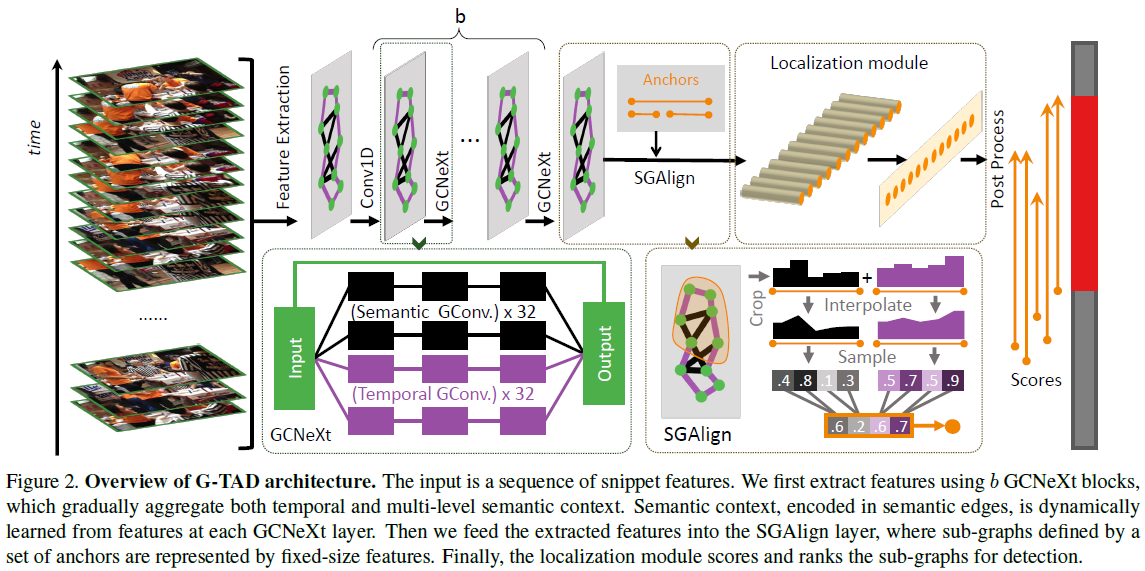 b
time
......
Feature Extraction
Conv1D
GCNeXt
...
GCNeXt
Anchors
SGAlign
Localization module
Post Process
Scores
Input
(Semantic GConv.) x 32
(Temporal GConv.) x 32
Output
GCNeXt
SGAlign
Crop
+
Interpolate
Sample
.4 .8 .1 .3 .5 .7 .5 .9
.6 .2 .6 .7
Figure 2. Overview of G-TAD architecture. The input is a sequence of snippet features. We first extract features using b GCNeXt blocks,
which gradually aggregate both temporal and multi-level semantic context. Semantic context, encoded in semantic edges, is dynamically
learned from features at each GCNeXt layer. Then we feed the extracted features into the SGAlign layer, where sub-graphs defined by a
set of anchors are represented by fixed-size features. Finally, the localization module scores and ranks the sub-graphs for detection.